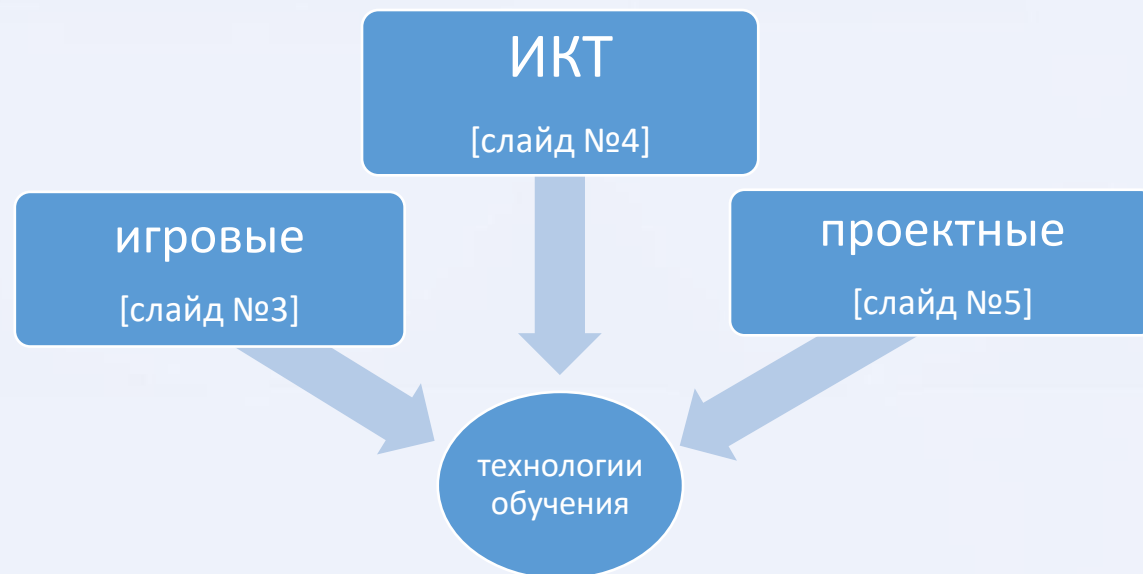 ИКТ
[слайд №4]
игровые
[слайд №3]
проектные
[слайд №5]
технологии
обучения